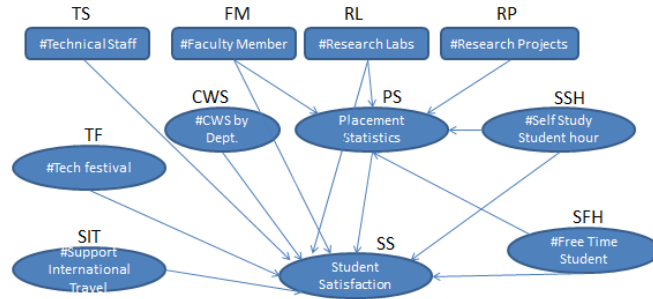 TS
FM
RL
RP
#Technical Staff
#Faculty Member
#Research Labs
#Research Projects
CWS
PS
SSH
#CWS by
Dept.
Placement
Statistics
#Self Study
Student hour
TF
#Tech festival
SIT
SS
SFH
#Support
International
Travel
Student
Satisfaction
#Free Time
Student